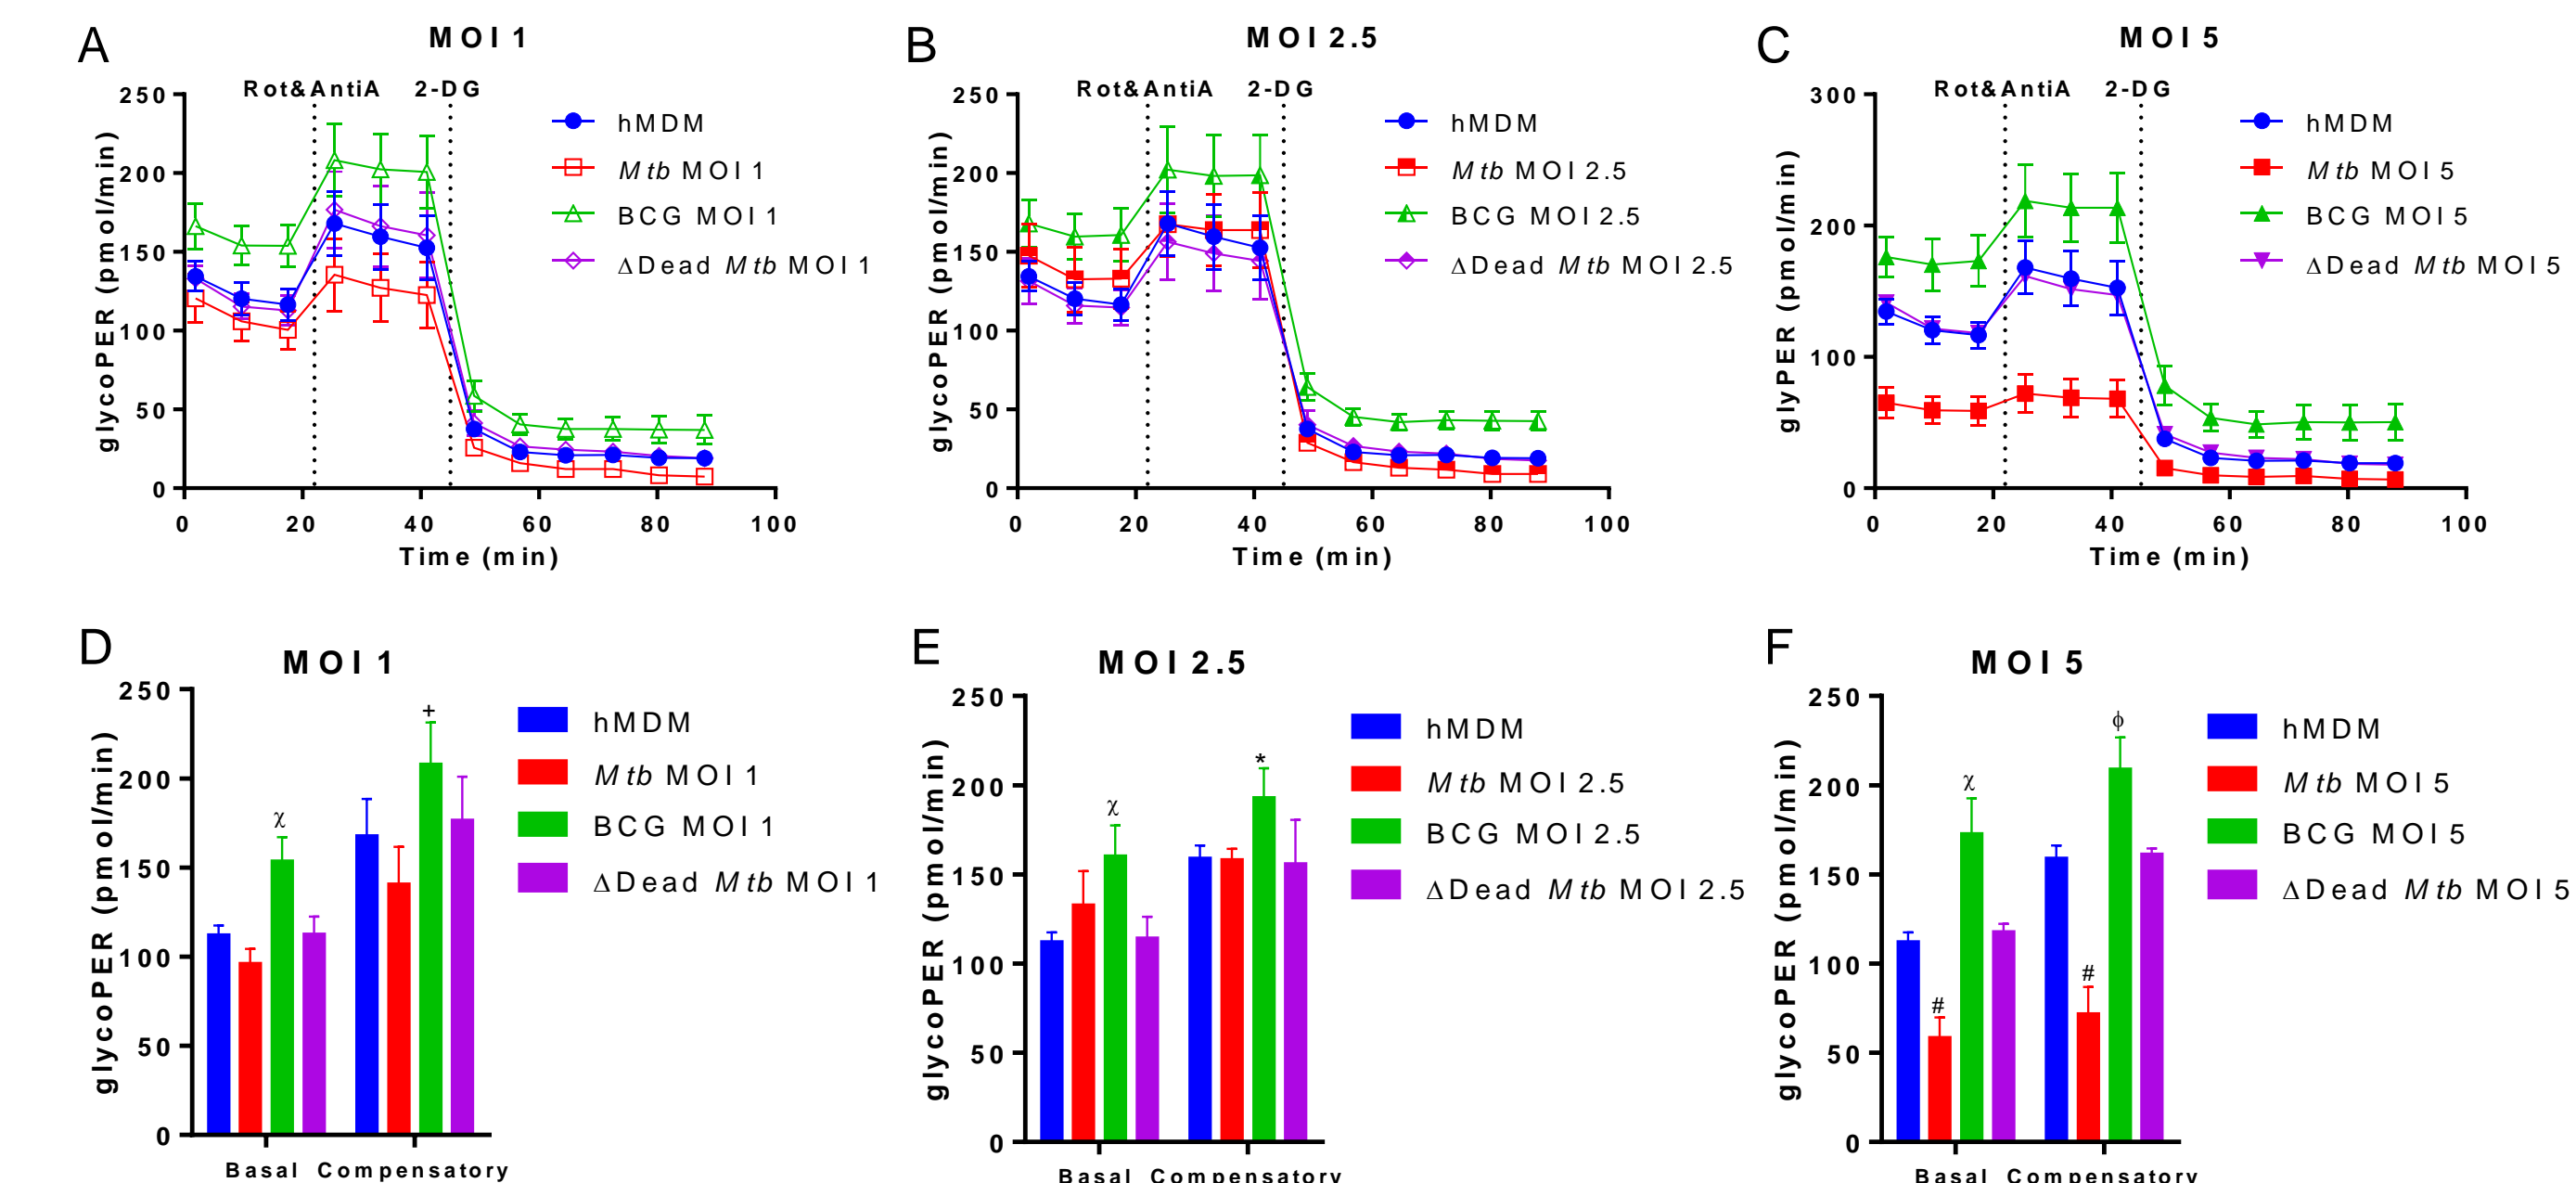 A
MOI 1
Rot&AntiA 2-DG
250
200
150
100
50
0
glycoPER (pmol/min)
0 20 40 60 80 100
Time (min)
hMDM
Mtb MOI 1
BCG MOI 1
ΔDead Mtb MOI 1
B
MOI 2.5
Rot&AntiA 2-DG
250
200
150
100
50
0
glycoPER (pmol/min)
0 20 40 60 80 100
Time (min)
hMDM
Mtb MOI 2.5
BCG MOI 2.5
ΔDead Mtb MOI 2.5
C
MOI 5
Rot&AntiA 2-DG
300
200
100
0
glyPER (pmol/min)
0 20 40 60 80 100
Time (min)
hMDM
Mtb MOI 5
BCG MOI 5
ΔDead Mtb MOI 5
D
MOI 1
250
200
150
100
50
0
glycoPER (pmol/min)
χ
+
Basal Compensatory
hMDM
Mtb MOI 1
BCG MOI 1
ΔDead Mtb MOI 1
E
MOI 2.5
250
200
150
100
50
0
glycoPER (pmol/min)
χ
*
Basal Compensatory
hMDM
Mtb MOI 2.5
BCG MOI 2.5
ΔDead Mtb MOI 2.5
F
MOI 5
250
200
150
100
50
0
glycoPER (pmol/min)
#
χ
#
ϕ
Basal Compensatory
hMDM
Mtb MOI 5
BCG MOI 5
ΔDead Mtb MOI 5